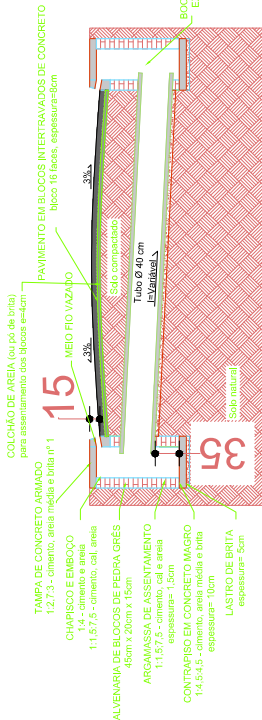 COLCHÃO DE AREIA (ou pó de brita)
para assentamento dos blocos e=4cm
PAVIMENTO EM BLOCOS INTERTRAVADOS DE CONCRETO
bloco 16 faces, espessura=8cm
MEIO FIO VAZADO
15
3%
3%
Solo compactado
Tubo Ø 40 cm
I=Variável
BOC
TAMPA DE CONCRETO ARMADO
1:2,7:3 - cimento, areia média e brita nº 1
CHAPISCO E EMBOÇO
1:4 - cimento e areia
1:1,5:7,5 - cimento, cal, areia
ALVENARIA DE BLOCOS DE PEDRA GRÊS
45cm x 20cm x 15cm
ARGAMASSA DE ASSENTAMENTO
1:1,5:7,5 - cimento, cal e areia
espessura= 1,5cm
CONTRAPISO EM CONCRETO MAGRO
1:4,5:4,5 - cimento, areia média e brita
espessura= 10cm
LASTRO DE BRITA
espessura= 5cm
35
Solo natural